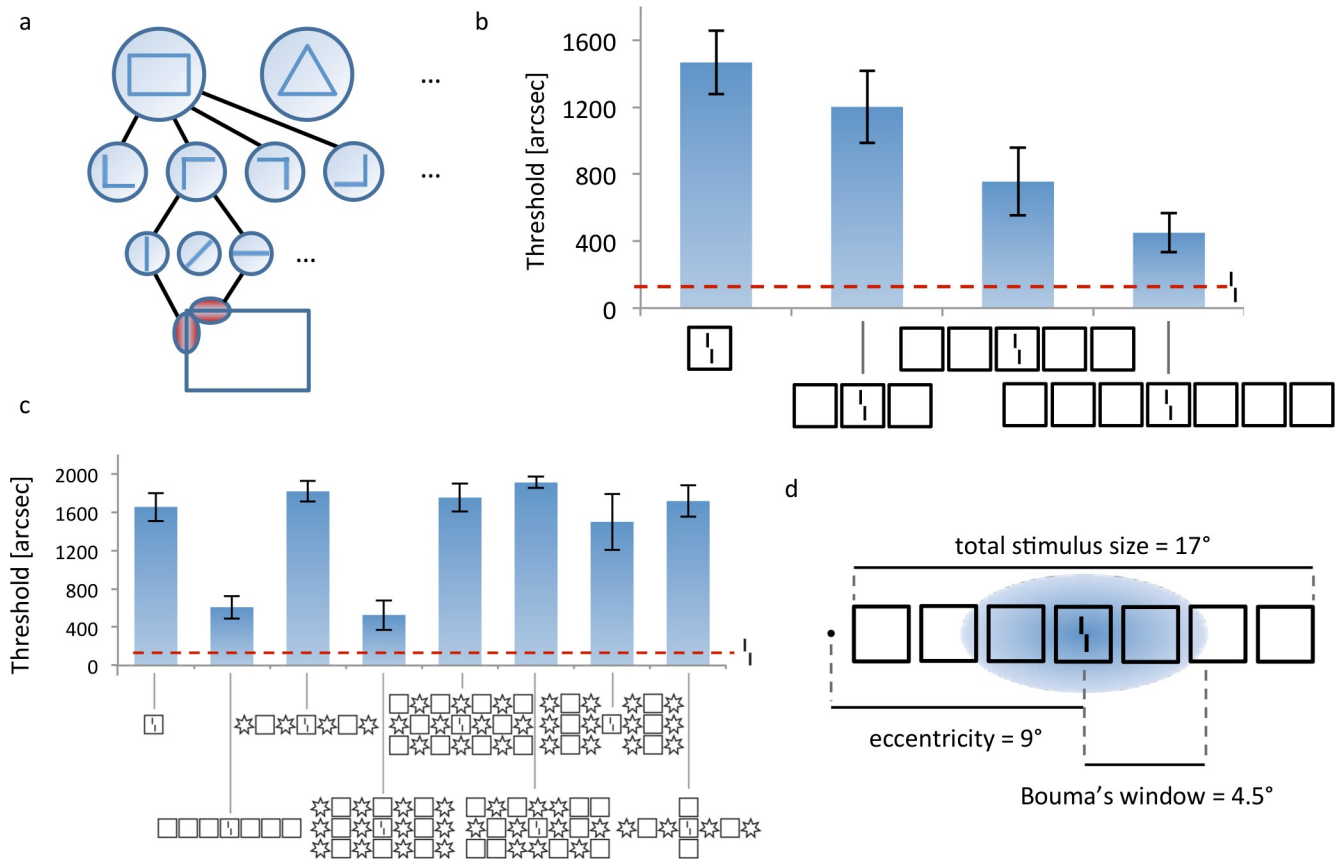 a
...
...
...
b
Threshold [arcsec]
1600
1200
800
400
0
c
Threshold [arcsec]
2000
1600
1200
800
400
0
d
total stimulus size = 17°
eccentricity = 9°
Bouma's window = 4.5°